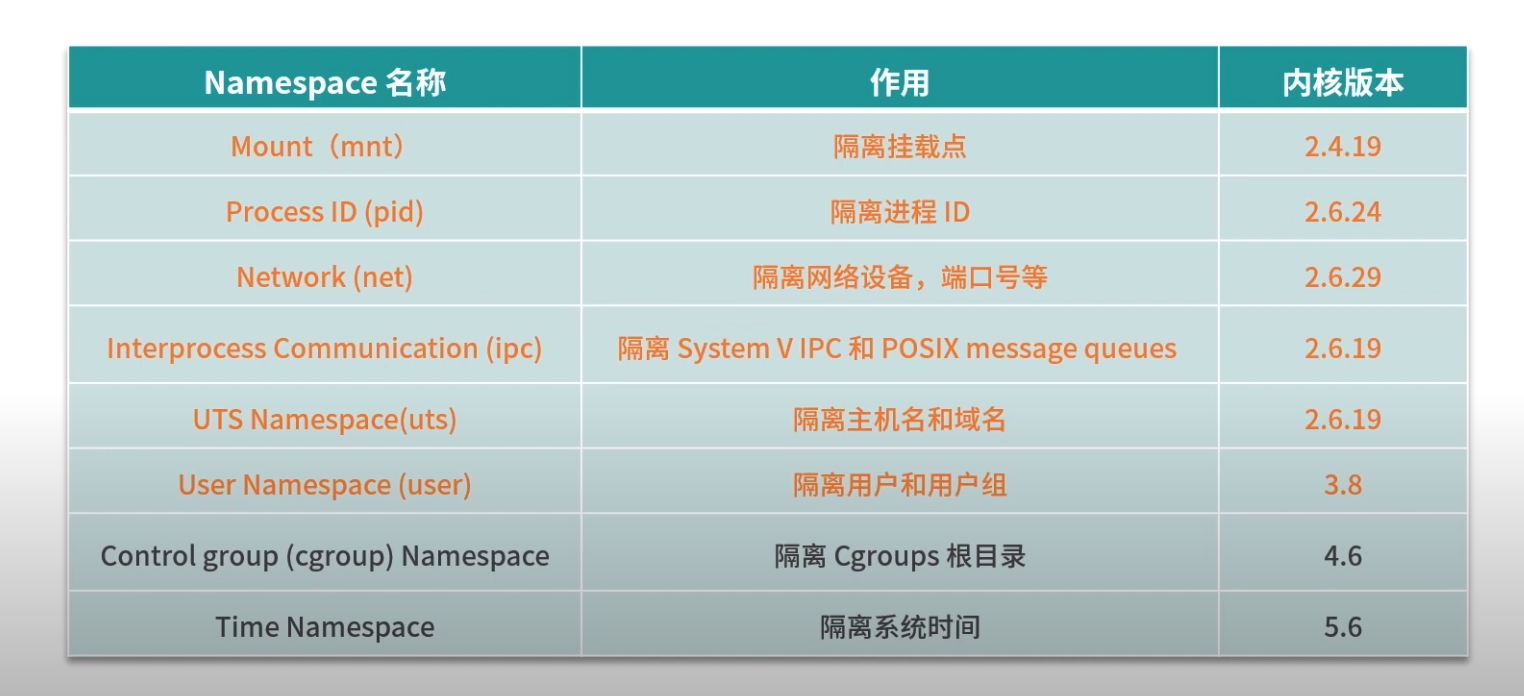 Namespace 名称 作用 内核版本
Mount（mnt） 隔离挂载点 2.4.19
Process ID (pid) 隔离进程 ID 2.6.24
Network (net) 隔离网络设备，端口号等 2.6.29
Interprocess Communication (ipc) 隔离 System V IPC 和 POSIX message queues 2.6.19
UTS Namespace(uts) 隔离主机名和域名 2.6.19
User Namespace (user) 隔离用户和用户组 3.8
Control group (cgroup) Namespace 隔离 Cgroups 根目录 4.6
Time Namespace 隔离系统时间 5.6